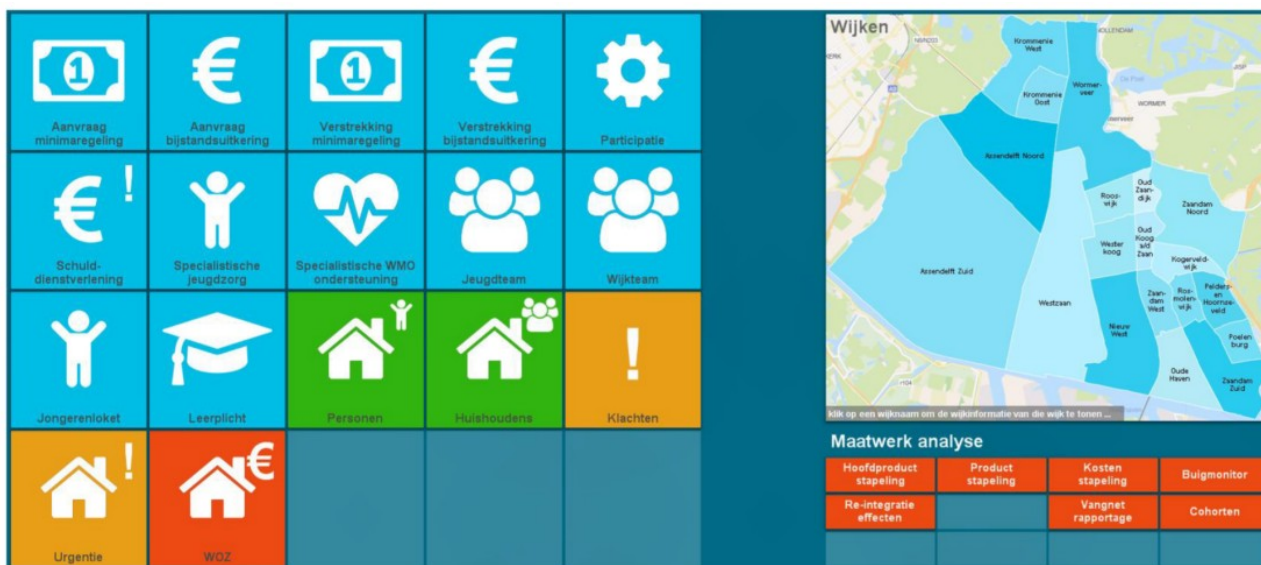 Aanvraag
minimaregeling
Aanvraag
bijstandsuitkering
Verstrekking
minimaregeling
Verstrekking
bijstandsuitkering
Participatie
Schuld-
dienstverlening
Specialistische
jeugdzorg
Specialistische WMO
ondersteuning
Jeugdteam
Wijkteam
Jongerenloket
Leerplicht
Personen
Huishoudens
Klachten
Urgentie
WOZ
Wijken
Krommenie
West
Krommenie
Oost
Wormer-
veer
WORMER
JISP
Assendelft Noord
Roos-
wijk
Oud
Zaan-
dijk
Zaandam
Noord
Wester
koog
Oud
Koog
a/d
Zaan
Kogerveld-
wijk
Assendelft Zuid
Westzaan
Zaan-
dam
West
Ros-
molen-
wijk
Pelders-
en
Hoornse-
veld
Nieuw
West
Poelen
burg
Oude
Haven
Zaandam
Zuid
klik op een wijknaam om de wijkinformatie van die wijk te tonen ...
Maatwerk analyse
Hoofdproduct
stapeling
Product
stapeling
Kosten
stapeling
Buigmonitor
Re-integratie
effecten
Vangnet
rapportage
Cohorten